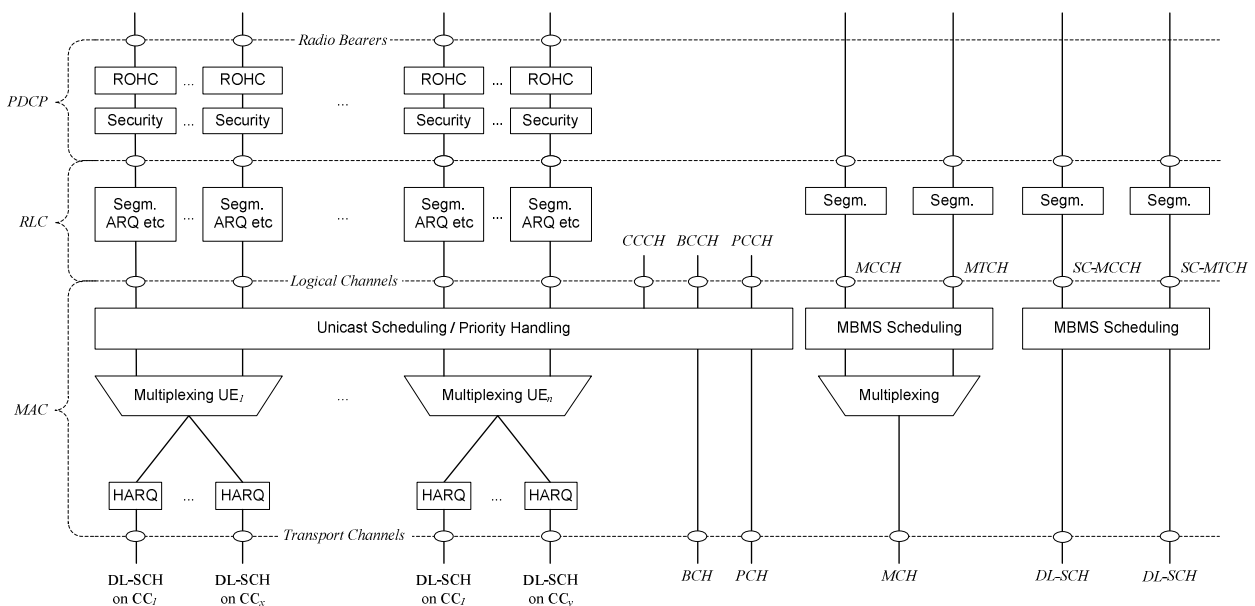 Radio Bearers
ROHC ... ROHC ROHC ... ROHC
PDCP ...
Security ... Security Security ... Security
Segm. ARQ etc ... Segm. ARQ etc ... Segm. ARQ etc ... Segm. ARQ etc Segm. Segm. Segm. Segm.
RLC
CCCH BCCH PCCH
MCCH MTCH SC-MCCH SC-MTCH
Logical Channels
Unicast Scheduling / Priority Handling MBMS Scheduling MBMS Scheduling
Multiplexing UE1 ... Multiplexing UEn Multiplexing
MAC
HARQ ... HARQ HARQ ... HARQ
Transport Channels
DL-SCH DL-SCH DL-SCH DL-SCH BCH PCH MCH DL-SCH DL-SCH
on CC1 on CCx on CC1 on CCy